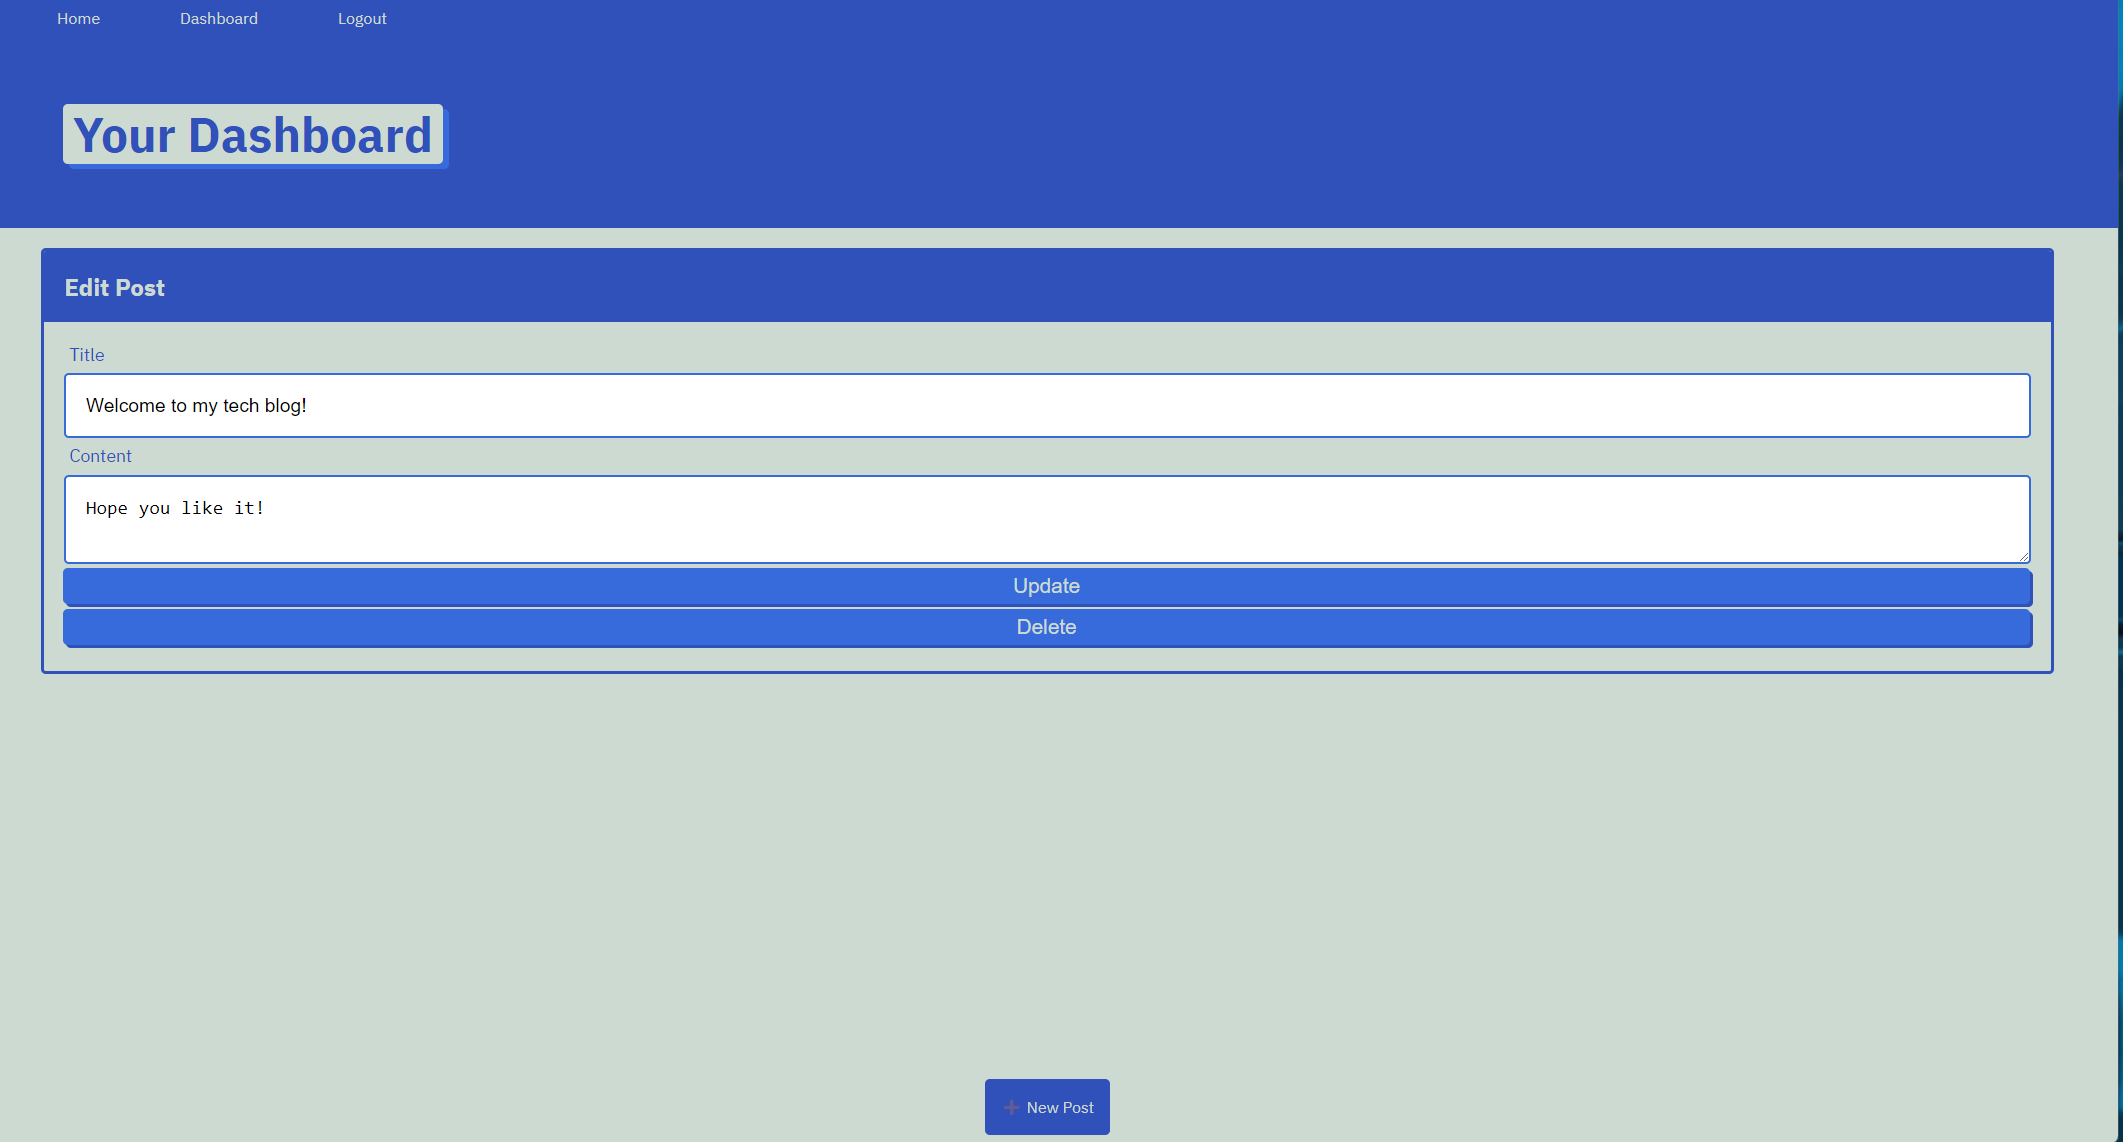 Home Dashboard Logout
Your Dashboard
Edit Post
Title
Welcome to my tech blog!
Content
Hope you like it!
Update
Delete
➕ New Post